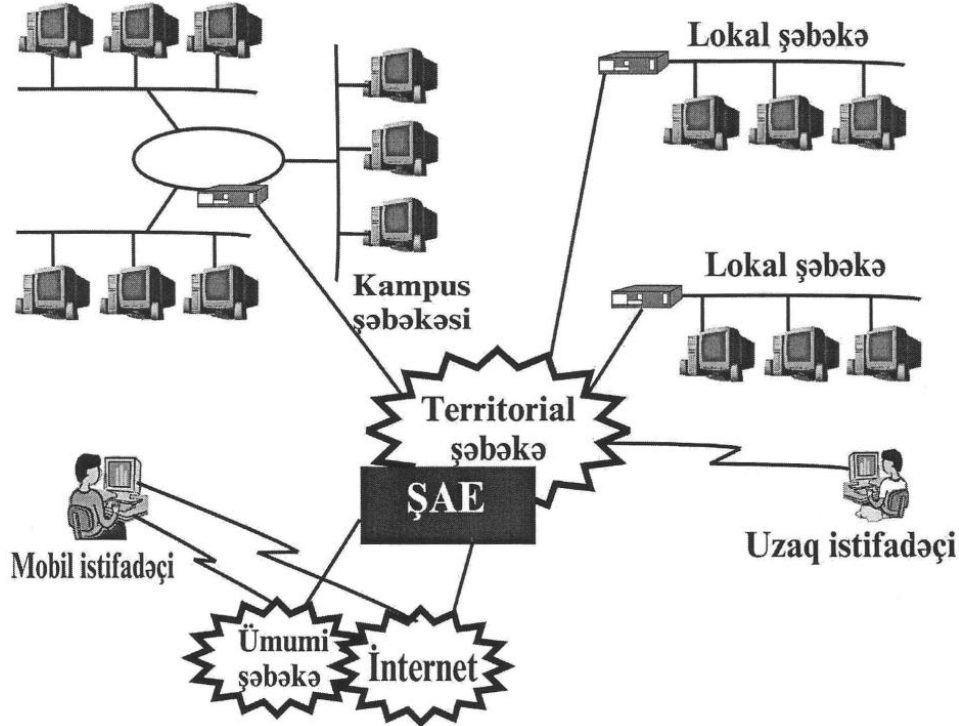 Lokal şəbəkə
Lokal şəbəkə
Kampus
şəbəkəsi
Territorial
şəbəkə
ŞAE
Mobil istifadəçi
Uzaq istifadəçi
Ümumi
şəbəkə
İnternet